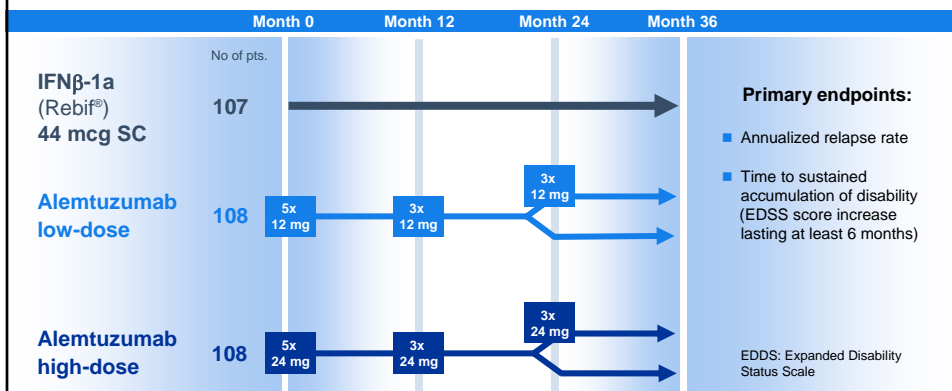 Month 0 Month 12 Month 24 Month 36
No of pts.
IFNβ-1a
(Rebif®)
44 mcg SC
107
Primary endpoints:
Annualized relapse rate
Time to sustained
accumulation of disability
(EDSS score increase
lasting at least 6 months)
Alemtuzumab
low-dose
108
5x
12 mg
3x
12 mg
3x
12 mg
Alemtuzumab
high-dose
108
5x
24 mg
3x
24 mg
3x
24 mg
EDDS: Expanded Disability
Status Scale